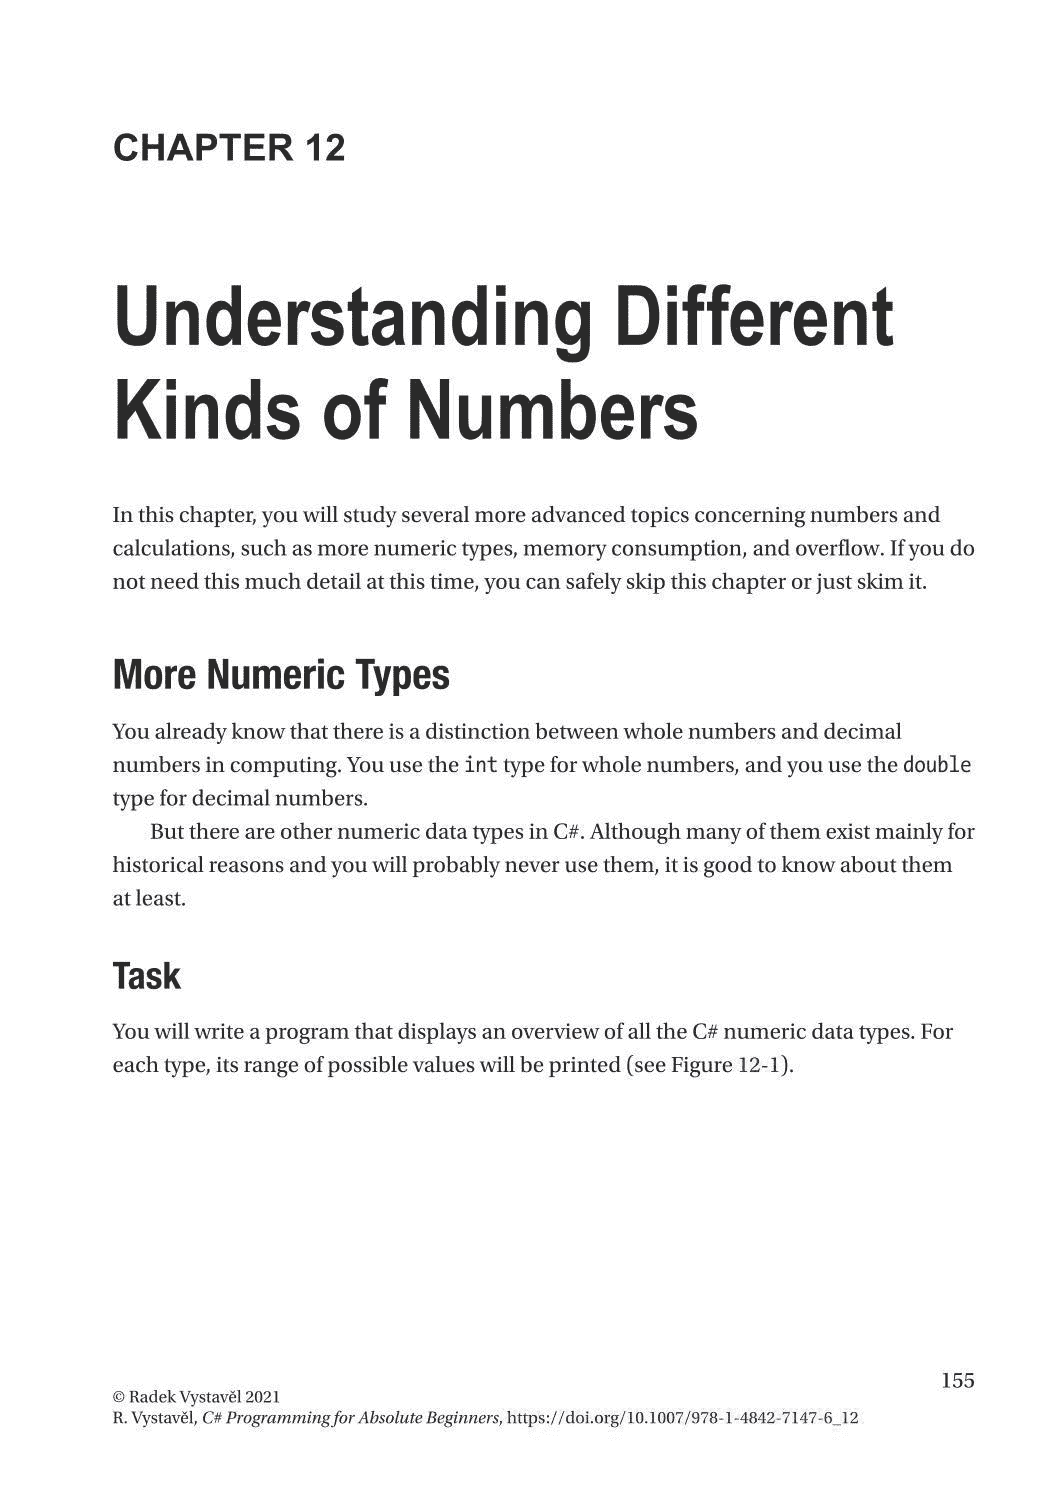 CHAPTER 12
Understanding Different
Kinds of Numbers
In this chapter, you will study several more advanced topics concerning numbers and
calculations, such as more numeric types, memory consumption, and overflow. If you do
not need this much detail at this time, you can safely skip this chapter or just skim it.
More Numeric Types
You already know that there is a distinction between whole numbers and decimal
numbers in computing. You use the int type for whole numbers, and you use the double
type for decimal numbers.
But there are other numeric data types in C#. Although many of them exist mainly for
historical reasons and you will probably never use them, it is good to know about them
at least.
Task
You will write a program that displays an overview of all the C# numeric data types. For
each type, its range of possible values will be printed (see Figure 12-1).
155
© Radek Vystavěl 2021
R. Vystavěl, C# Programming for Absolute Beginners, https://doi.org/10.1007/978-1-4842-7147-6_12